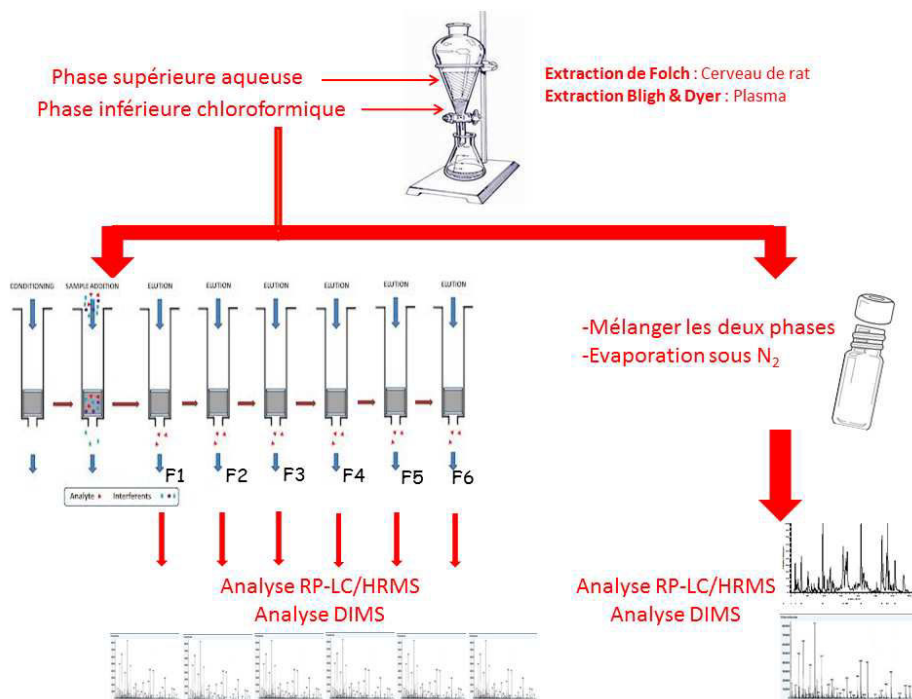 Phase supérieure aqueuse
Phase inférieure chloroformique
Extraction de Folch : Cerveau de rat
Extraction Bligh & Dyer : Plasma
CONDITIONING
SAMPLE ADDITION
ELUTION
ELUTION
ELUTION
ELUTION
ELUTION
ELUTION
-Mélanger les deux phases
-Evaporation sous N2
F1
F2
F3
F4
F5
F6
Analyte
Interferents
Analyse RP-LC/HRMS
Analyse DIMS
Analyse RP-LC/HRMS
Analyse DIMS